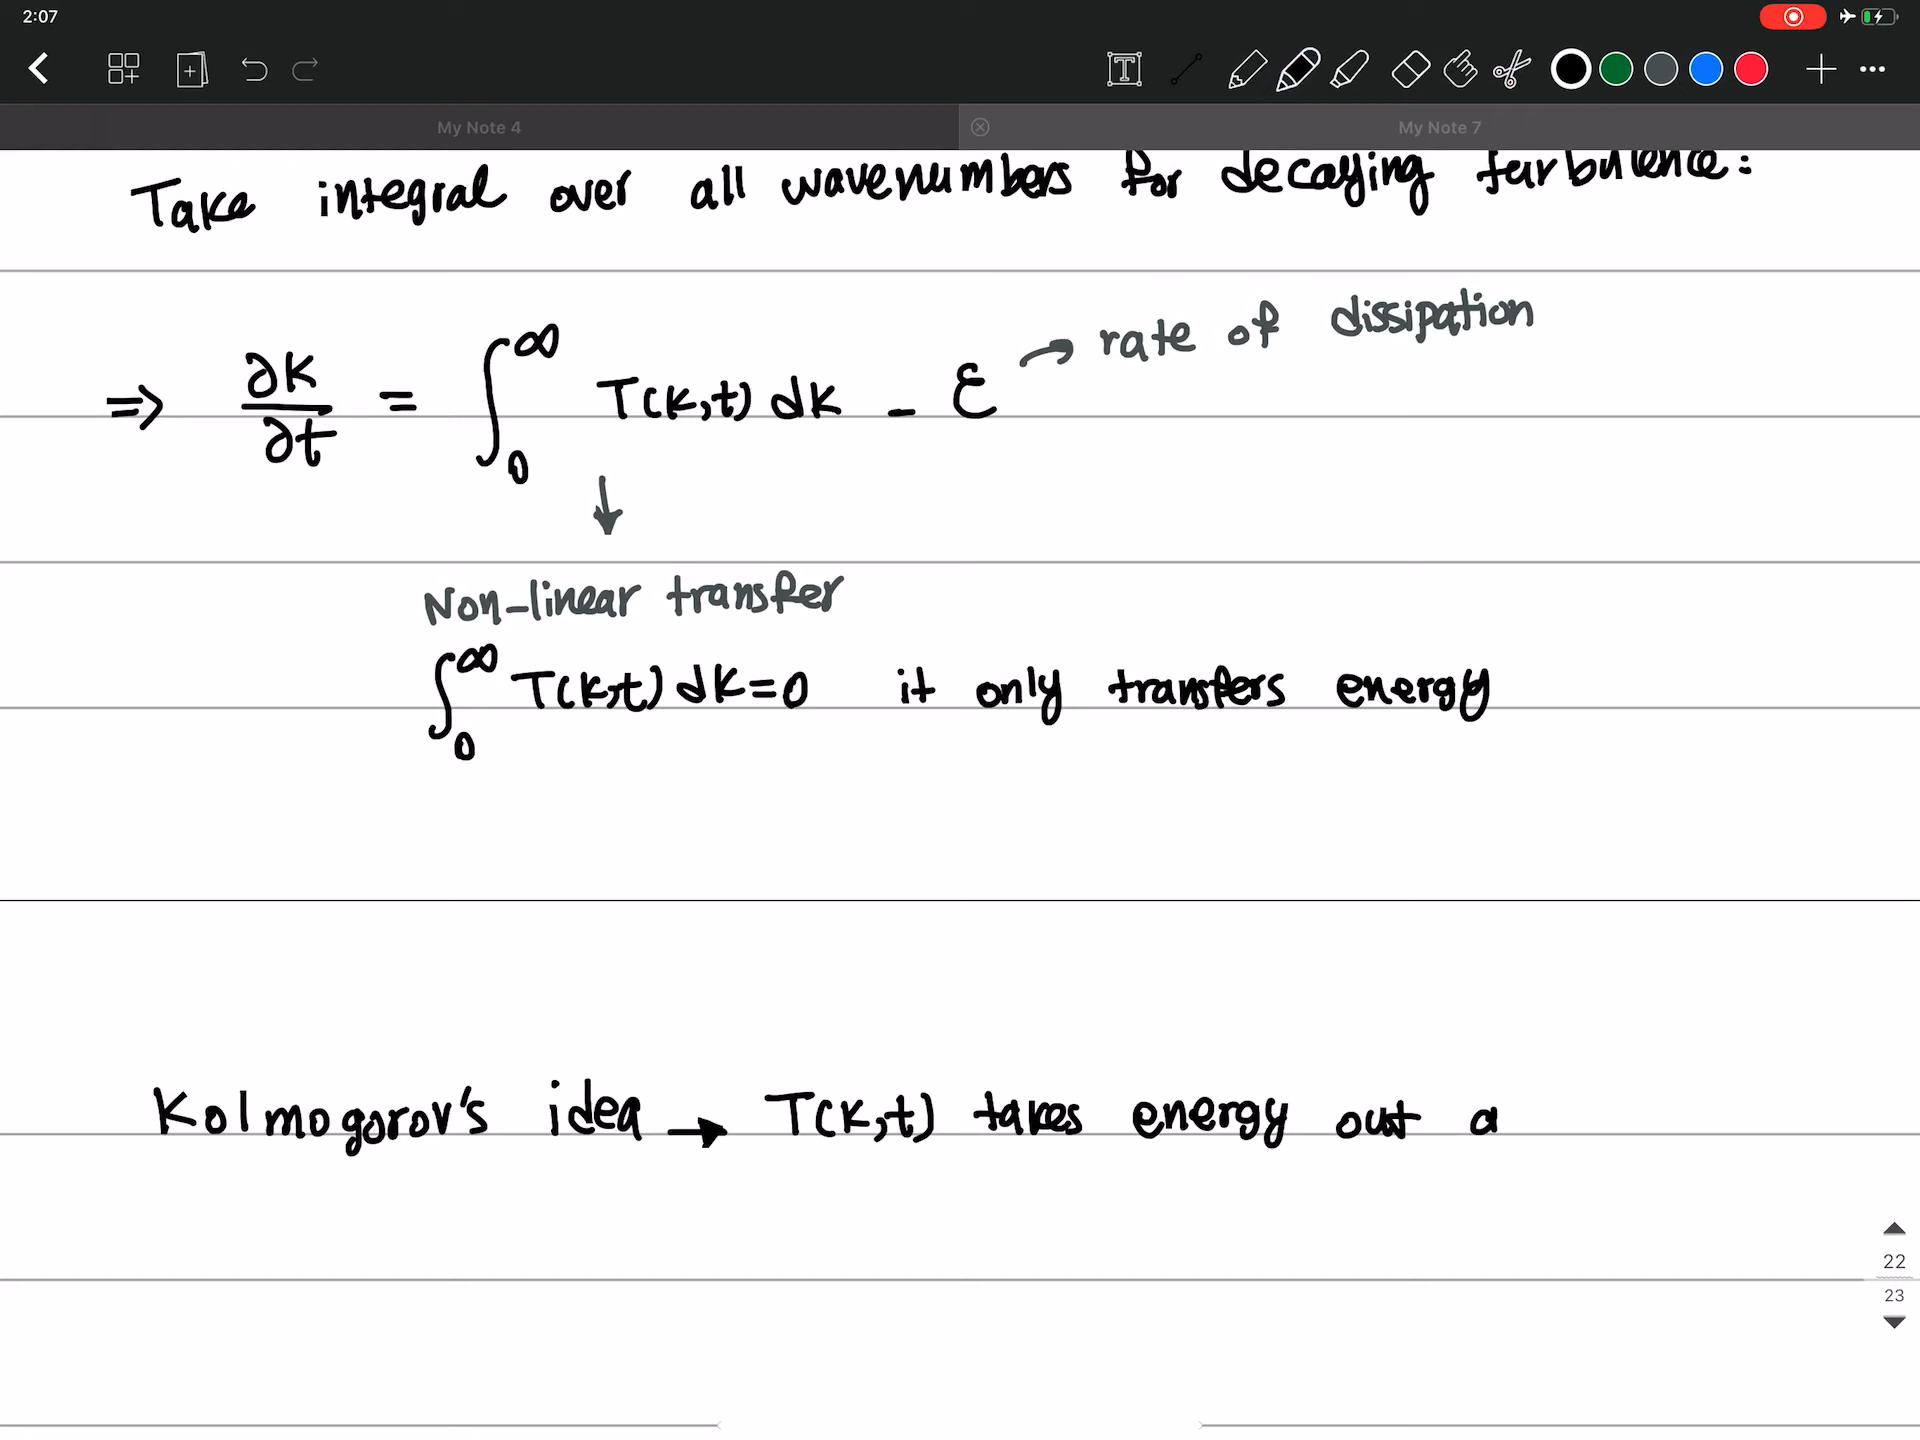 2:07
My Note 4
My Note 7
Take integral over all wavenumbers for decaying turbulence:
⇒ ∂K/∂t = ∫₀^∞ T(K,t) dK - ε → rate of dissipation
↓
Non-linear transfer
∫₀^∞ T(K,t) dK = 0 it only transfers energy
Kolmogorov's idea → T(K,t) takes energy out a
22
23